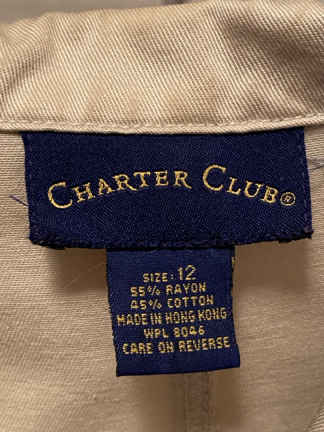 CHARTER CLUB®
SIZE: 12
55% RAYON
45% COTTON
MADE IN HONG KONG
WPL 8046
CARE ON REVERSE